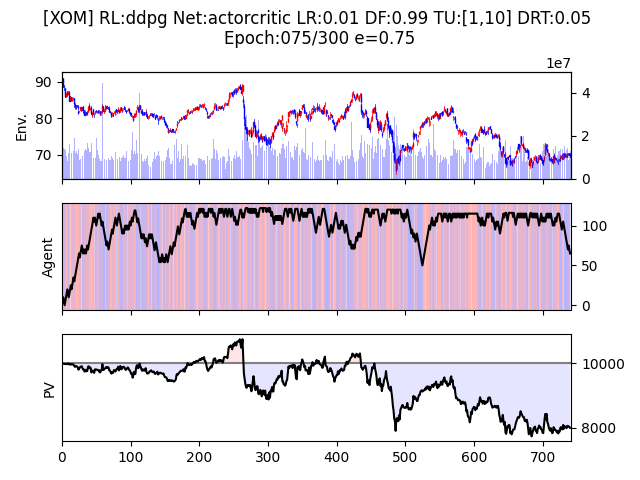 [XOM] RL:ddpg Net:actorcritic LR:0.01 DF:0.99 TU:[1,10] DRT:0.05
Epoch:075/300 e=0.75
1e7
90
80
70
Env.
4
2
0
Agent
100
50
0
PV
10000
8000
0 100 200 300 400 500 600 700